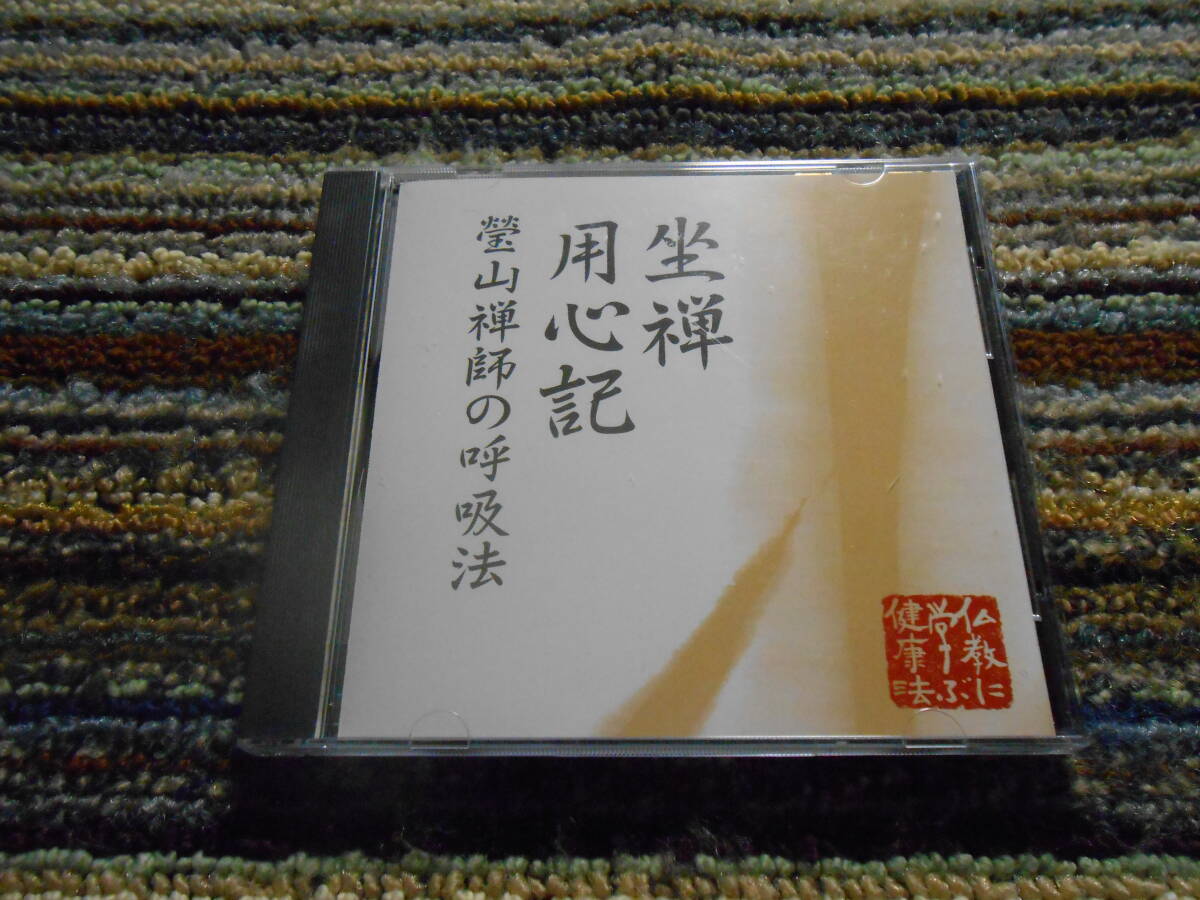 坐禅
用心記
瑩山禅師の呼吸法
仏教に
学ぶ
健康法